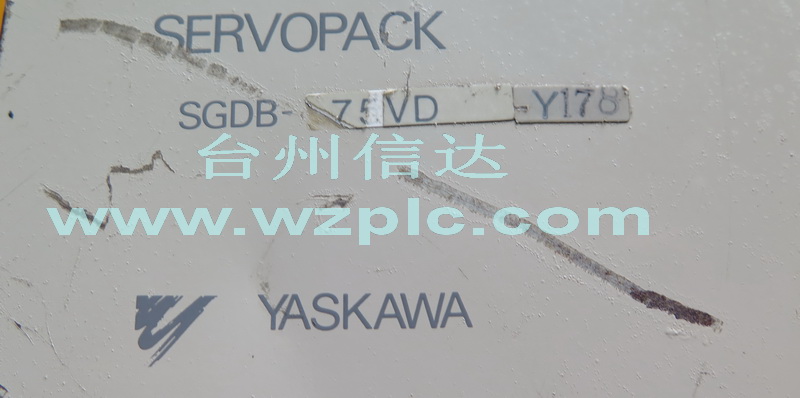 SERVOPACK
SGDB-75VD-Y178
台州信达
www.wzplc.com
YASKAWA